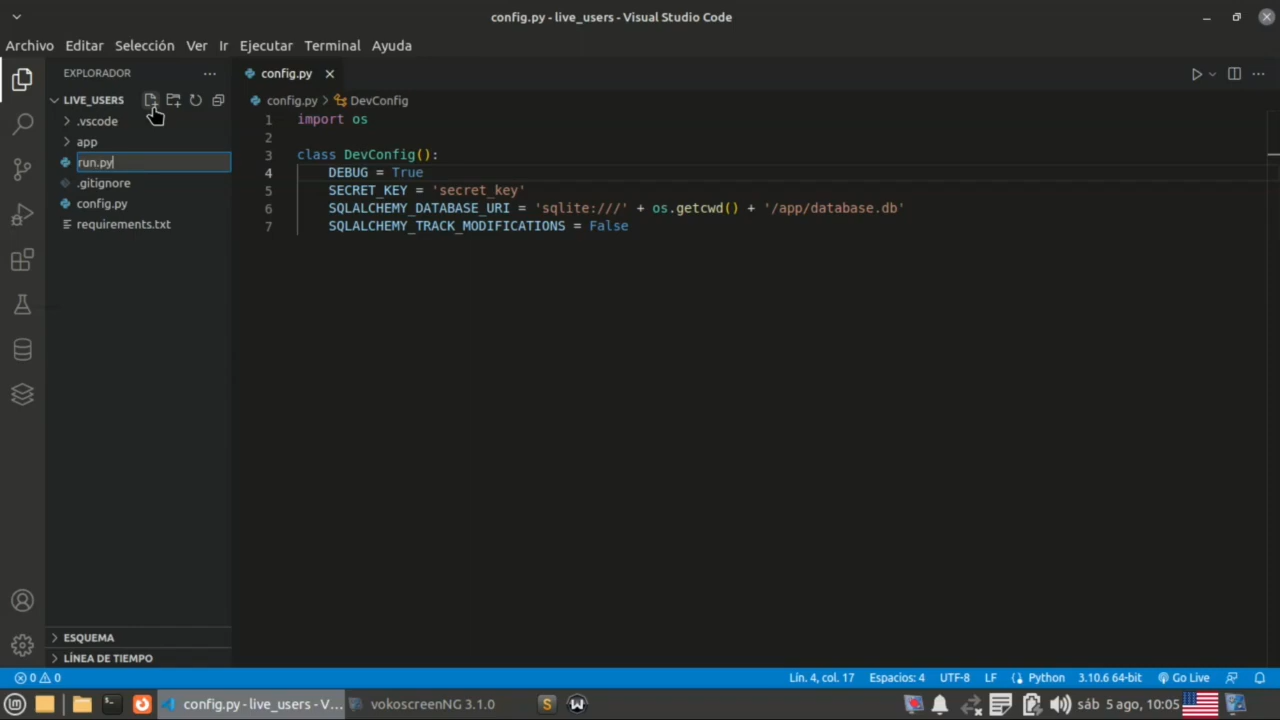 config.py - live_users - Visual Studio Code
Archivo Editar Selección Ver Ir Ejecutar Terminal Ayuda
EXPLORADOR
LIVE_USERS
.vscode
app
run.py
.gitignore
config.py
requirements.txt
ESQUEMA
LÍNEA DE TIEMPO
config.py
config.py > DevConfig
1 import os
2
3 class DevConfig():
4 DEBUG = True
5 SECRET_KEY = 'secret_key'
6 SQLALCHEMY_DATABASE_URI = 'sqlite:///' + os.getcwd() + '/app/database.db'
7 SQLALCHEMY_TRACK_MODIFICATIONS = False
0 0 Lín. 4, col. 17 Espacios: 4 UTF-8 LF Python 3.10.6 64-bit Go Live
config.py - live_users - V... vokoscreenNG 3.1.0 S W sáb 5 ago, 10:05